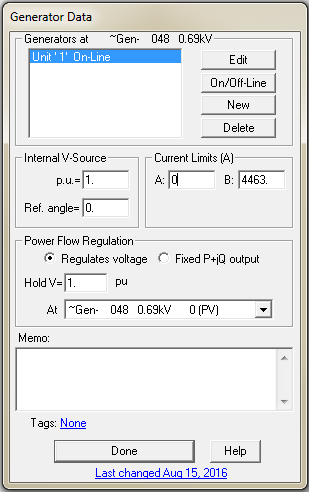 Generator Data
Generators at ~Gen- 048 0.69kV
Unit ' 1' On-Line
Edit
On/Off-Line
New
Delete
Internal V-Source
p.u.= 1.
Ref. angle= 0.
Current Limits (A)
A: 0 B: 4463.
Power Flow Regulation
Regulates voltage Fixed P+jQ output
Hold V= 1. pu
At ~Gen- 048 0.69kV 0 (PV)
Memo:
Tags: None
Done Help
Last changed Aug 15, 2016